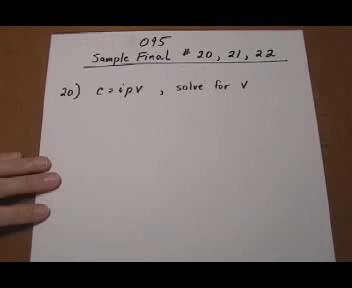 095
Sample Final # 20, 21, 22
20) c = ipv , solve for v